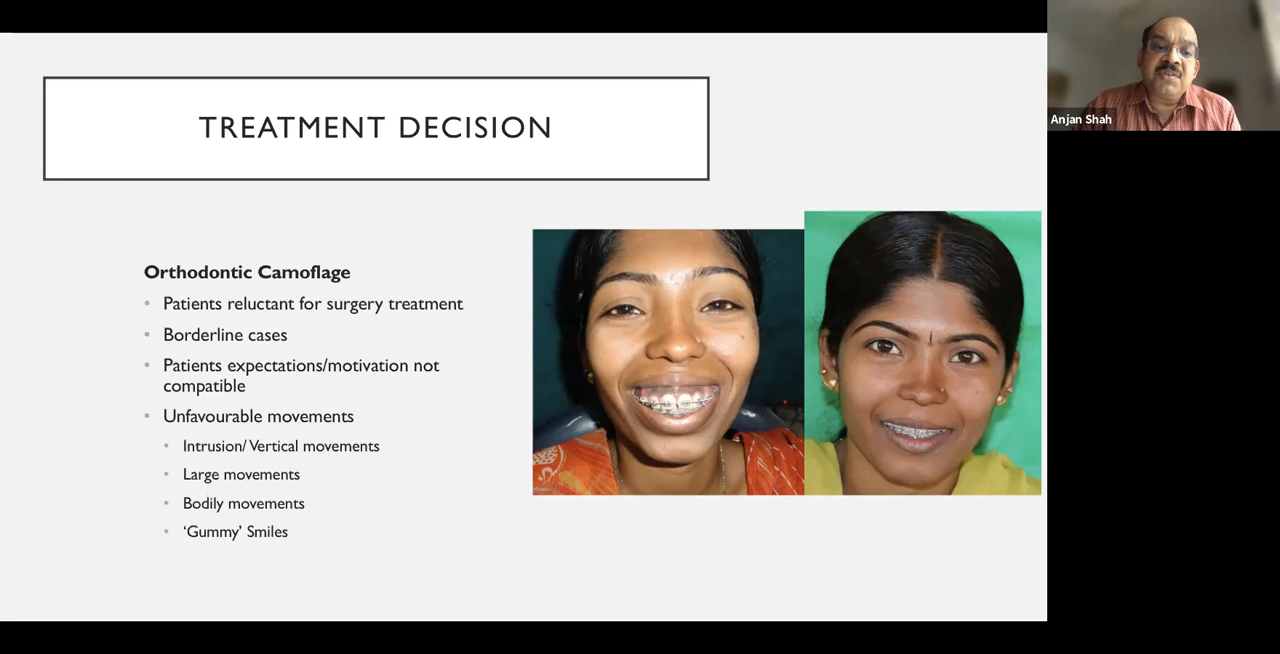 TREATMENT DECISION
Anjan Shah
Orthodontic Camoflage
• Patients reluctant for surgery treatment
• Borderline cases
• Patients expectations/motivation not
compatible
• Unfavourable movements
• Intrusion/ Vertical movements
• Large movements
• Bodily movements
• ‘Gummy’ Smiles